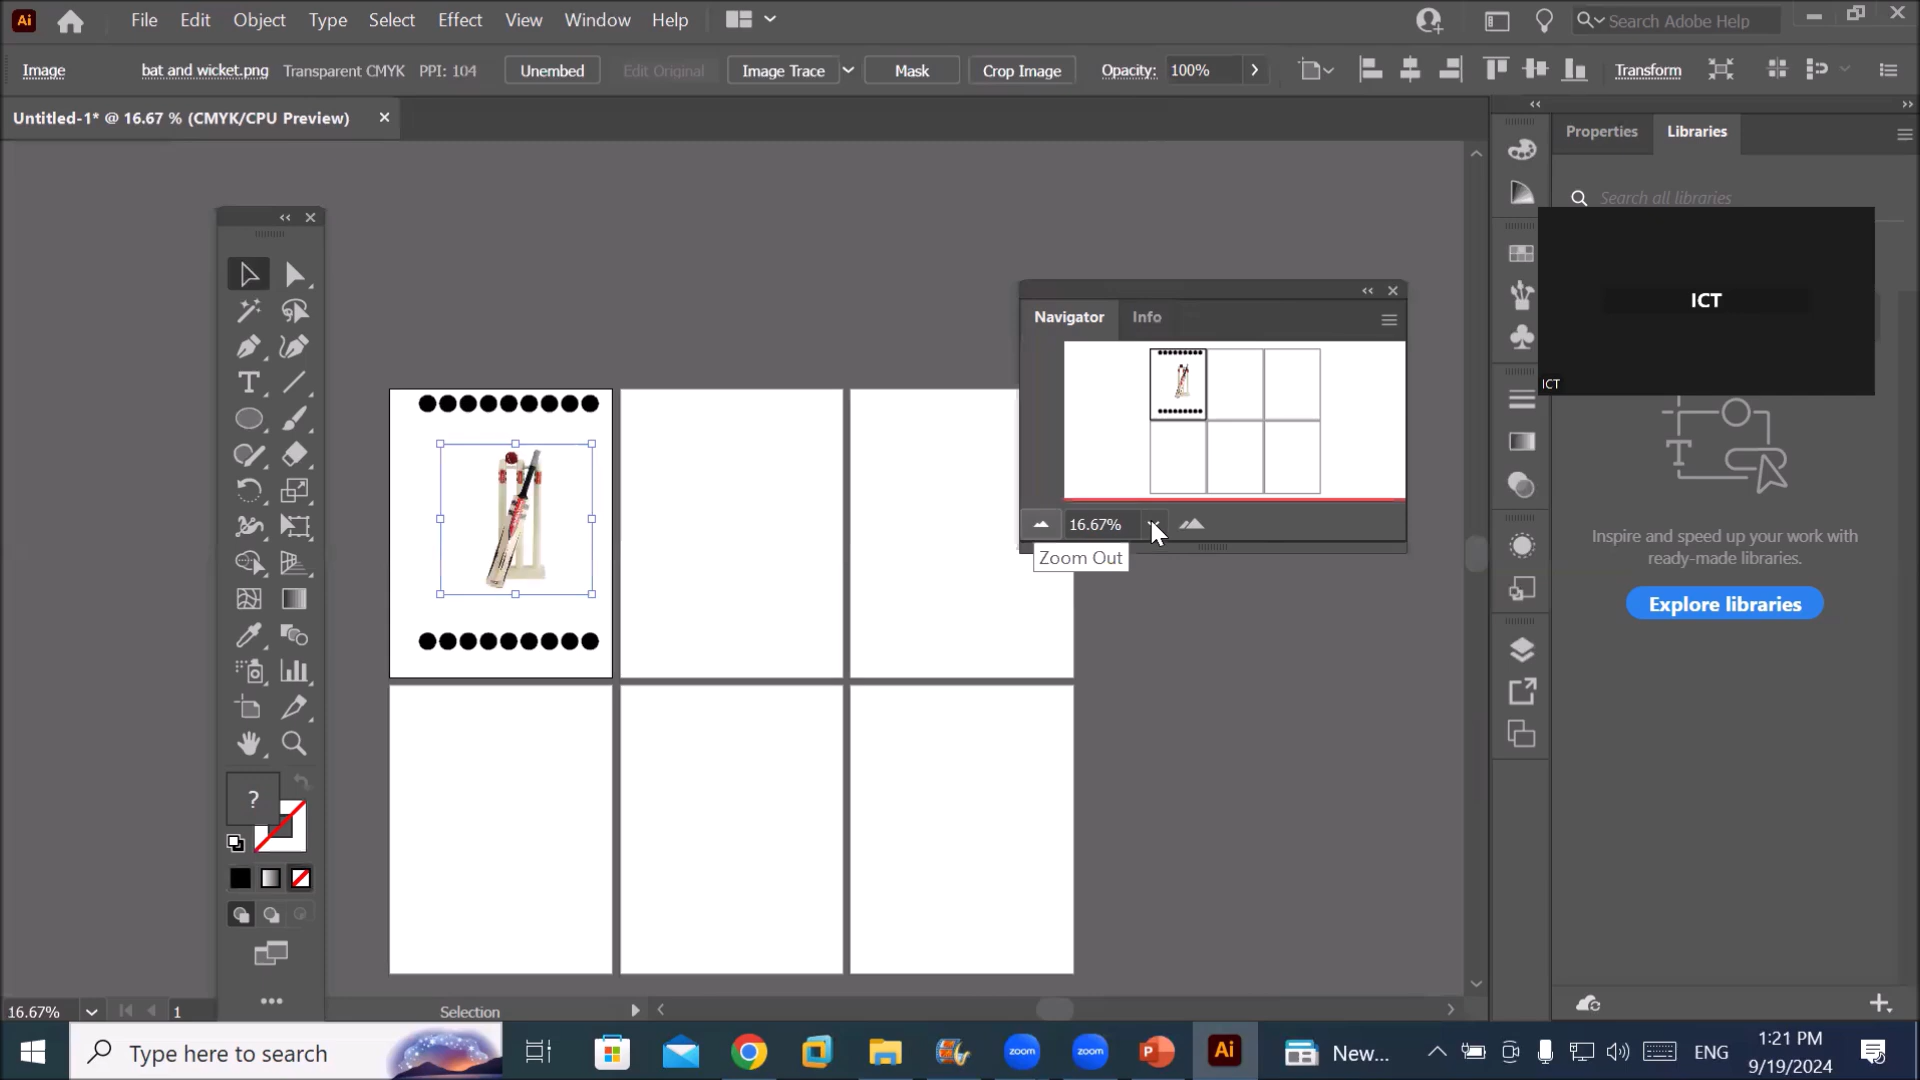 Ai File Edit Object Type Select Effect View Window Help Search Adobe Help
Image bat and wicket.png Transparent CMYK PPI: 104 Unembed Edit Original Image Trace Mask Crop Image Opacity: 100% Transform
Untitled-1* @ 16.67 % (CMYK/CPU Preview)
Properties Libraries
Search all libraries
ICT
ICT
Navigator Info
16.67%
Zoom Out
T
T
?
Inspire and speed up your work with
ready-made libraries.
Explore libraries
16.67% 1 Selection
Type here to search zoom zoom P Ai New... ENG 1:21 PM
9/19/2024